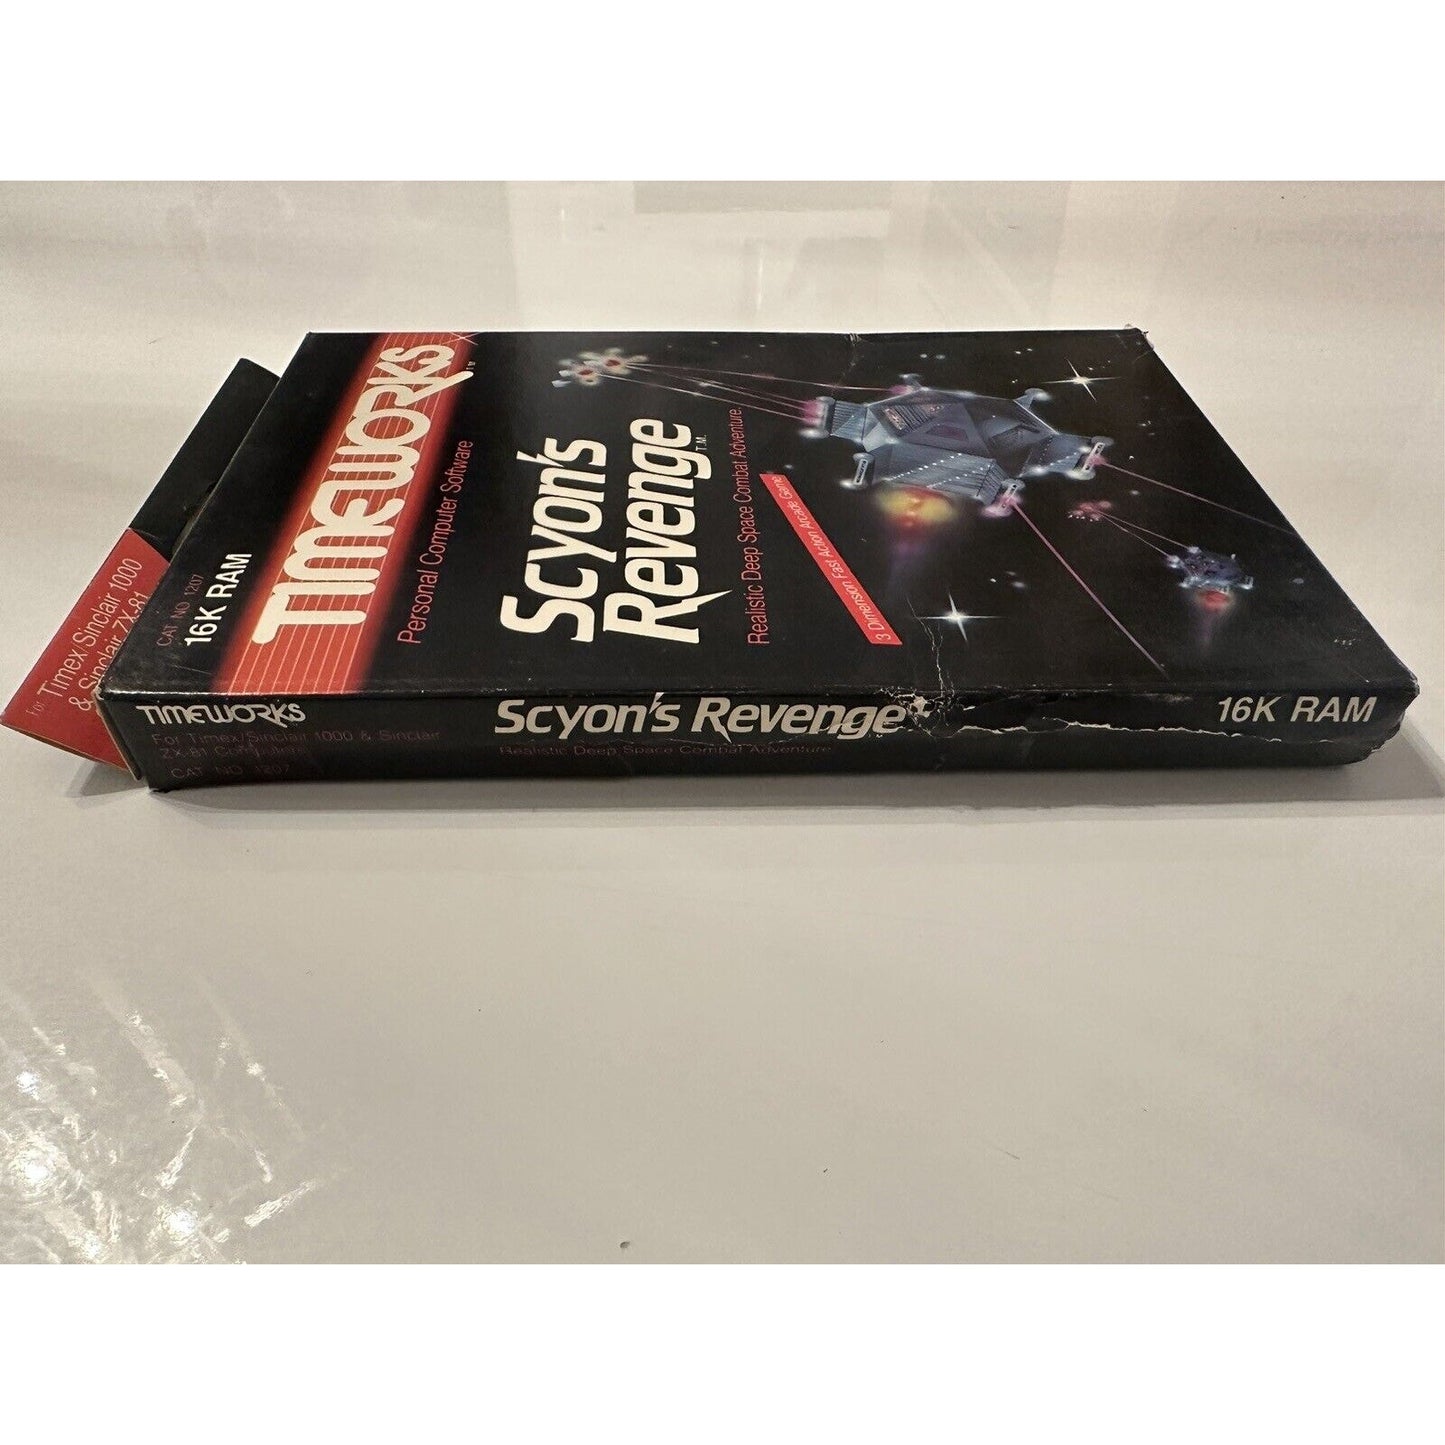 For: Timex/Sinclair 1000
& Sinclair ZX-81
CAT NO 1207
16K RAM
TIMEWORKS TM
Personal Computer Software
Scyon's
Revenge T.M.
Realistic Deep Space Combat Adventure.
3 Dimension Fast Action Arcade Game
TIMEWORKS
For Timex/Sinclair 1000 & Sinclair
ZX-81 Computers
CAT NO 1207
Scyon's Revenge
Realistic Deep Space Combat Adventure
16K RAM